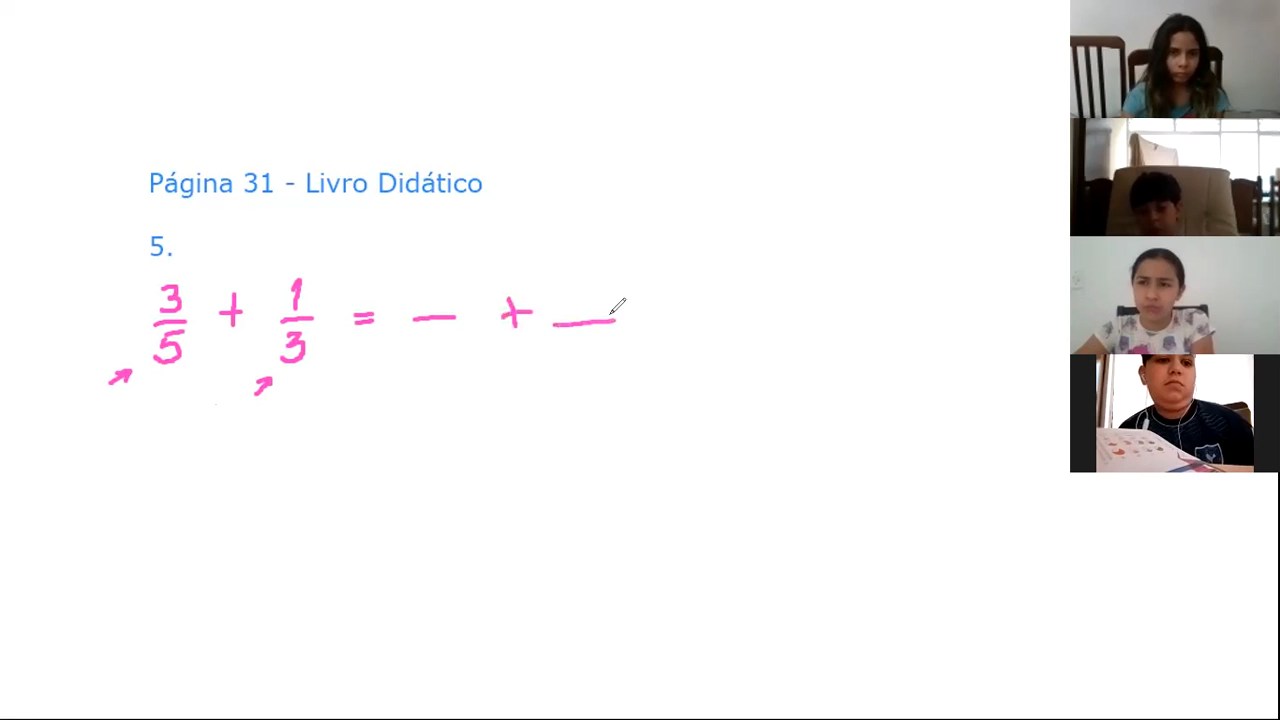 Página 31 - Livro Didático
5.
3/5 + 1/3 = — + —